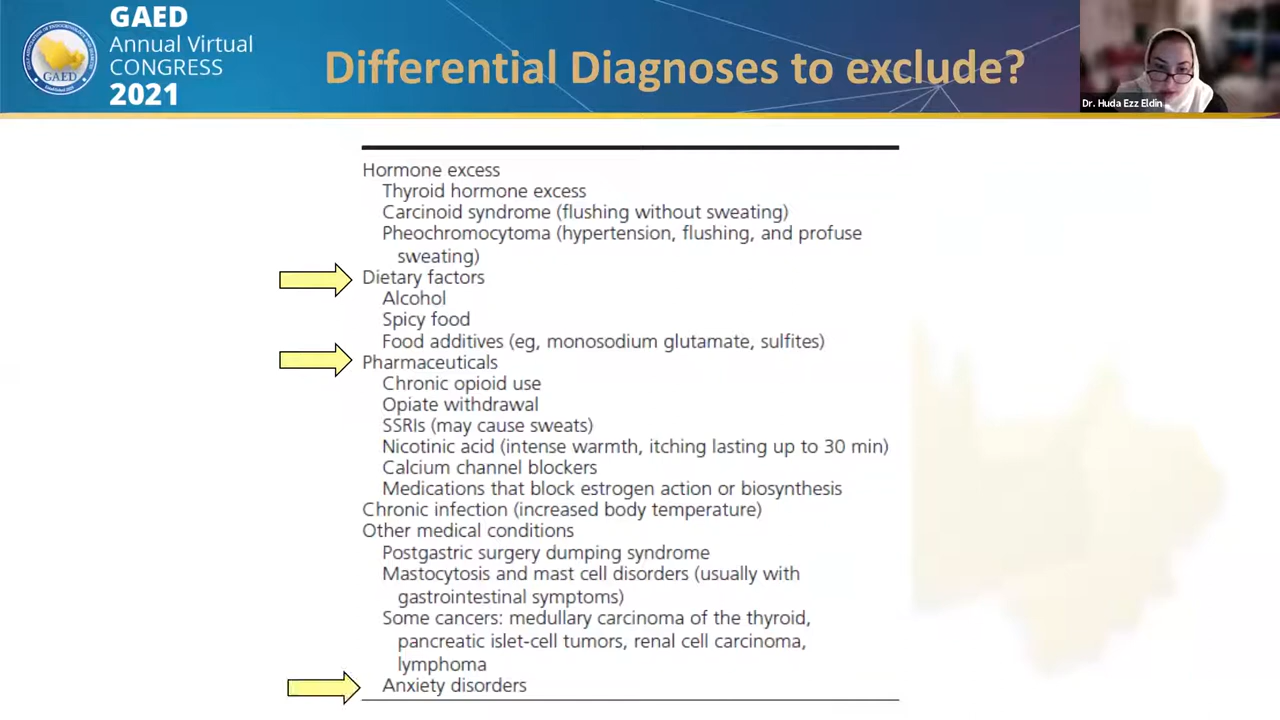 GAED
Annual Virtual
CONGRESS
2021
GAED
Differential Diagnoses to exclude?
Dr. Huda Ezz Eldin
Hormone excess
Thyroid hormone excess
Carcinoid syndrome (flushing without sweating)
Pheochromocytoma (hypertension, flushing, and profuse
sweating)
Dietary factors
Alcohol
Spicy food
Food additives (eg, monosodium glutamate, sulfites)
Pharmaceuticals
Chronic opioid use
Opiate withdrawal
SSRIs (may cause sweats)
Nicotinic acid (intense warmth, itching lasting up to 30 min)
Calcium channel blockers
Medications that block estrogen action or biosynthesis
Chronic infection (increased body temperature)
Other medical conditions
Postgastric surgery dumping syndrome
Mastocytosis and mast cell disorders (usually with
gastrointestinal symptoms)
Some cancers: medullary carcinoma of the thyroid,
pancreatic islet-cell tumors, renal cell carcinoma,
lymphoma
Anxiety disorders